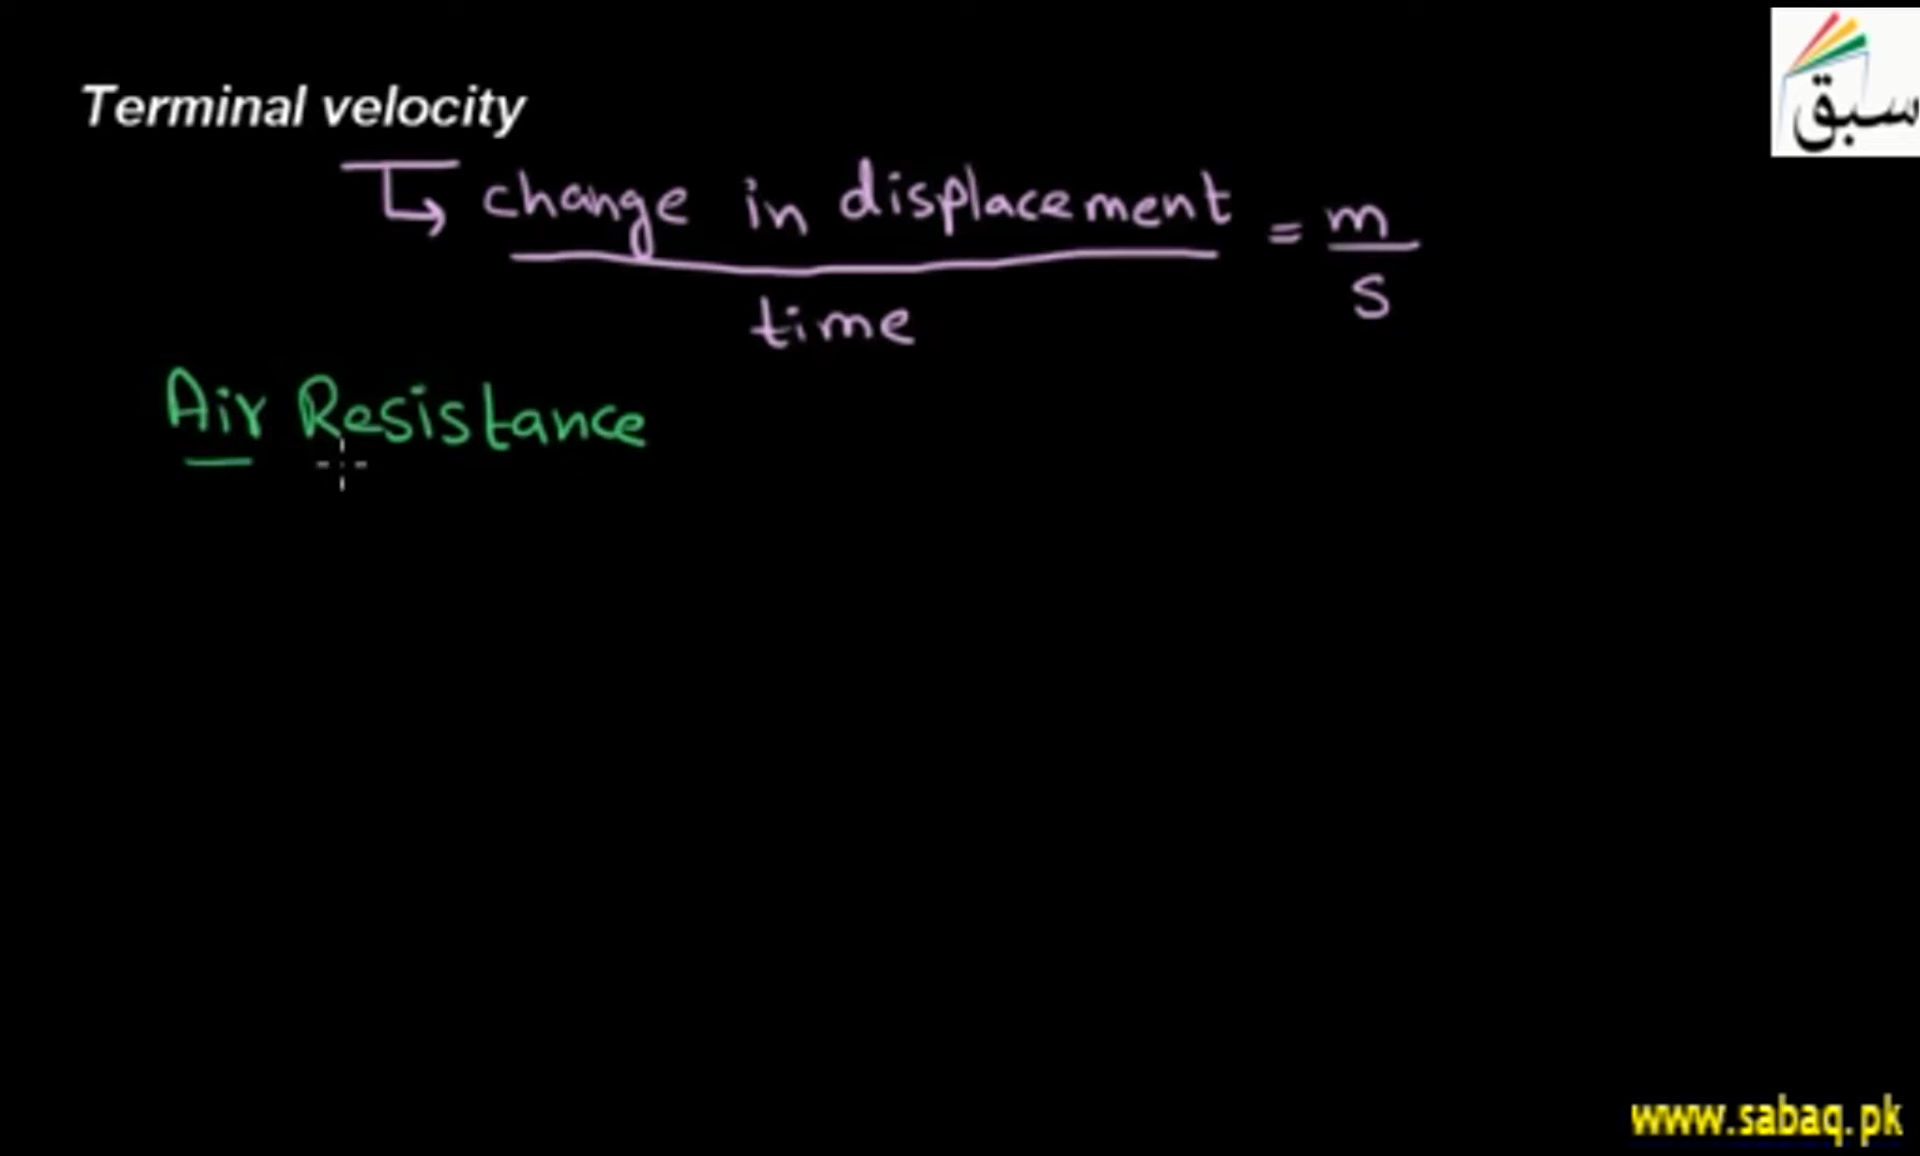 سبق
Terminal velocity
↳ change in displacement / time = m / s
Air Resistance
www.sabaq.pk